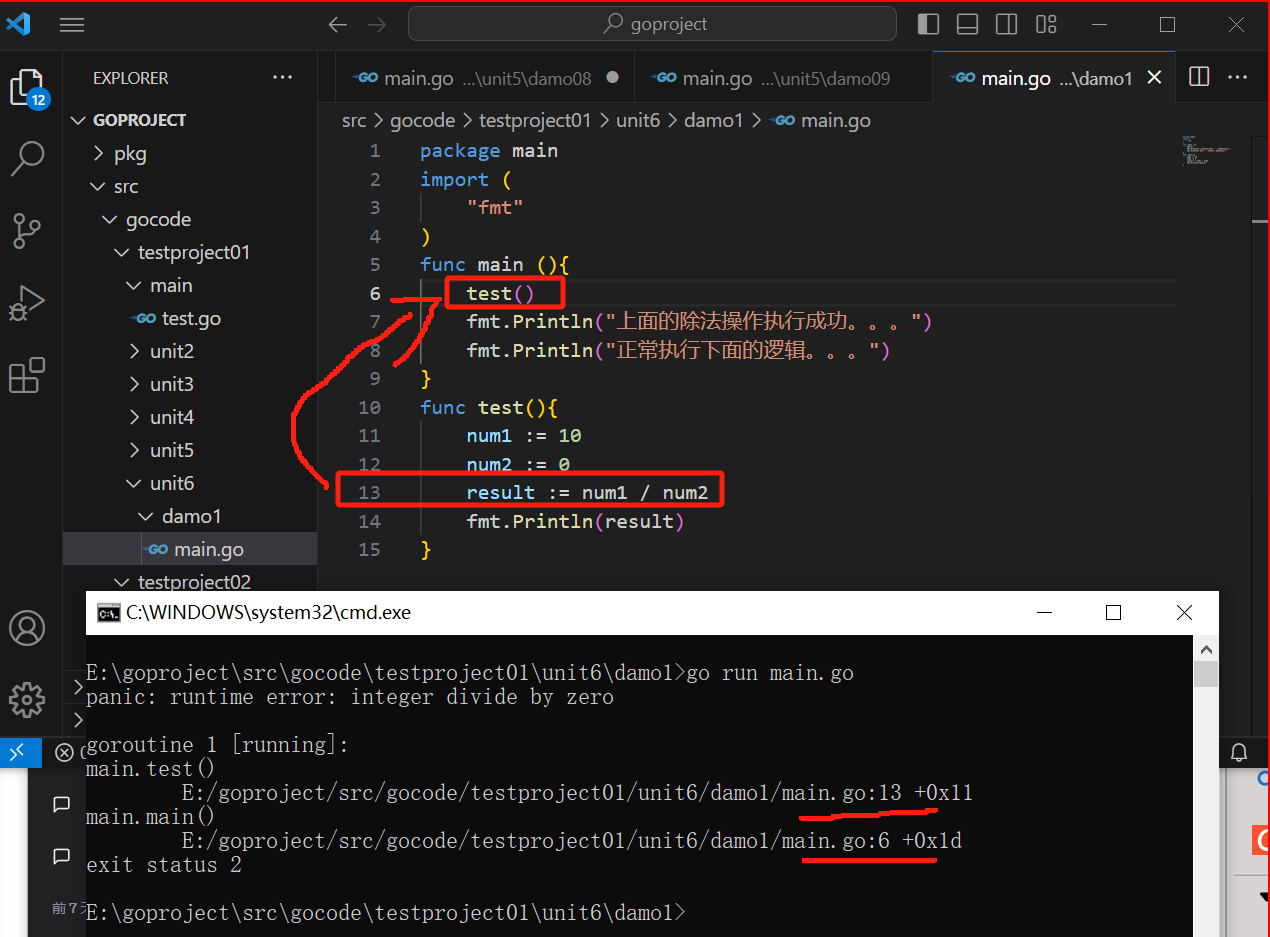 goproject
EXPLORER
main.go ...\unit5\damo08
main.go ...\unit5\damo09
main.go ...\damo1
12
GOPROJECT
pkg
src
gocode
testproject01
main
test.go
unit2
unit3
unit4
unit5
unit6
damo1
main.go
testproject02
src > gocode > testproject01 > unit6 > damo1 > main.go
1 package main
2 import (
3 "fmt"
4 )
5 func main (){
6 test()
7 fmt.Println("上面的除法操作执行成功。。。")
8 fmt.Println("正常执行下面的逻辑。。。")
9 }
10 func test(){
11 num1 := 10
12 num2 := 0
13 result := num1 / num2
14 fmt.Println(result)
15 }
C:\WINDOWS\system32\cmd.exe
E:\goproject\src\gocode\testproject01\unit6\damo1>go run main.go
panic: runtime error: integer divide by zero
goroutine 1 [running]:
main.test()
E:/goproject/src/gocode/testproject01/unit6/damo1/main.go:13 +0x11
main.main()
E:/goproject/src/gocode/testproject01/unit6/damo1/main.go:6 +0x1d
exit status 2
前7
E:\goproject\src\gocode\testproject01\unit6\damo1>